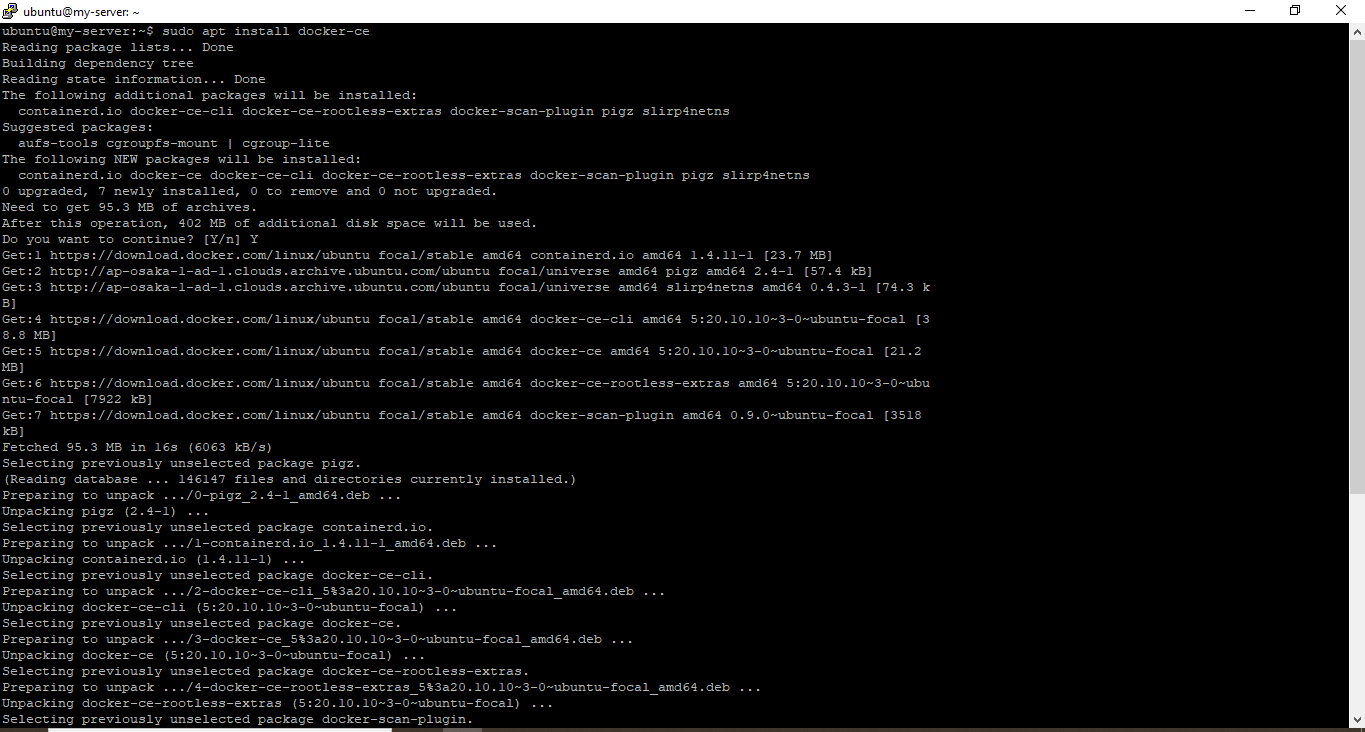 ubuntu@my-server: ~
ubuntu@my-server:~$ sudo apt install docker-ce
Reading package lists... Done
Building dependency tree
Reading state information... Done
The following additional packages will be installed:
  containerd.io docker-ce-cli docker-ce-rootless-extras docker-scan-plugin pigz slirp4netns
Suggested packages:
  aufs-tools cgroupfs-mount | cgroup-lite
The following NEW packages will be installed:
  containerd.io docker-ce docker-ce-cli docker-ce-rootless-extras docker-scan-plugin pigz slirp4netns
0 upgraded, 7 newly installed, 0 to remove and 0 not upgraded.
Need to get 95.3 MB of archives.
After this operation, 402 MB of additional disk space will be used.
Do you want to continue? [Y/n] Y
Get:1 https://download.docker.com/linux/ubuntu focal/stable amd64 containerd.io amd64 1.4.11-1 [23.7 MB]
Get:2 http://ap-osaka-1-ad-1.clouds.archive.ubuntu.com/ubuntu focal/universe amd64 pigz amd64 2.4-1 [57.4 kB]
Get:3 http://ap-osaka-1-ad-1.clouds.archive.ubuntu.com/ubuntu focal/universe amd64 slirp4netns amd64 0.4.3-1 [74.3 k
B]
Get:4 https://download.docker.com/linux/ubuntu focal/stable amd64 docker-ce-cli amd64 5:20.10.10~3-0~ubuntu-focal [3
8.8 MB]
Get:5 https://download.docker.com/linux/ubuntu focal/stable amd64 docker-ce amd64 5:20.10.10~3-0~ubuntu-focal [21.2
MB]
Get:6 https://download.docker.com/linux/ubuntu focal/stable amd64 docker-ce-rootless-extras amd64 5:20.10.10~3-0~ubu
ntu-focal [7922 kB]
Get:7 https://download.docker.com/linux/ubuntu focal/stable amd64 docker-scan-plugin amd64 0.9.0~ubuntu-focal [3518
kB]
Fetched 95.3 MB in 16s (6063 kB/s)
Selecting previously unselected package pigz.
(Reading database ... 146147 files and directories currently installed.)
Preparing to unpack .../0-pigz_2.4-1_amd64.deb ...
Unpacking pigz (2.4-1) ...
Selecting previously unselected package containerd.io.
Preparing to unpack .../1-containerd.io_1.4.11-1_amd64.deb ...
Unpacking containerd.io (1.4.11-1) ...
Selecting previously unselected package docker-ce-cli.
Preparing to unpack .../2-docker-ce-cli_5%3a20.10.10~3-0~ubuntu-focal_amd64.deb ...
Unpacking docker-ce-cli (5:20.10.10~3-0~ubuntu-focal) ...
Selecting previously unselected package docker-ce.
Preparing to unpack .../3-docker-ce_5%3a20.10.10~3-0~ubuntu-focal_amd64.deb ...
Unpacking docker-ce (5:20.10.10~3-0~ubuntu-focal) ...
Selecting previously unselected package docker-ce-rootless-extras.
Preparing to unpack .../4-docker-ce-rootless-extras_5%3a20.10.10~3-0~ubuntu-focal_amd64.deb ...
Unpacking docker-ce-rootless-extras (5:20.10.10~3-0~ubuntu-focal) ...
Selecting previously unselected package docker-scan-plugin.